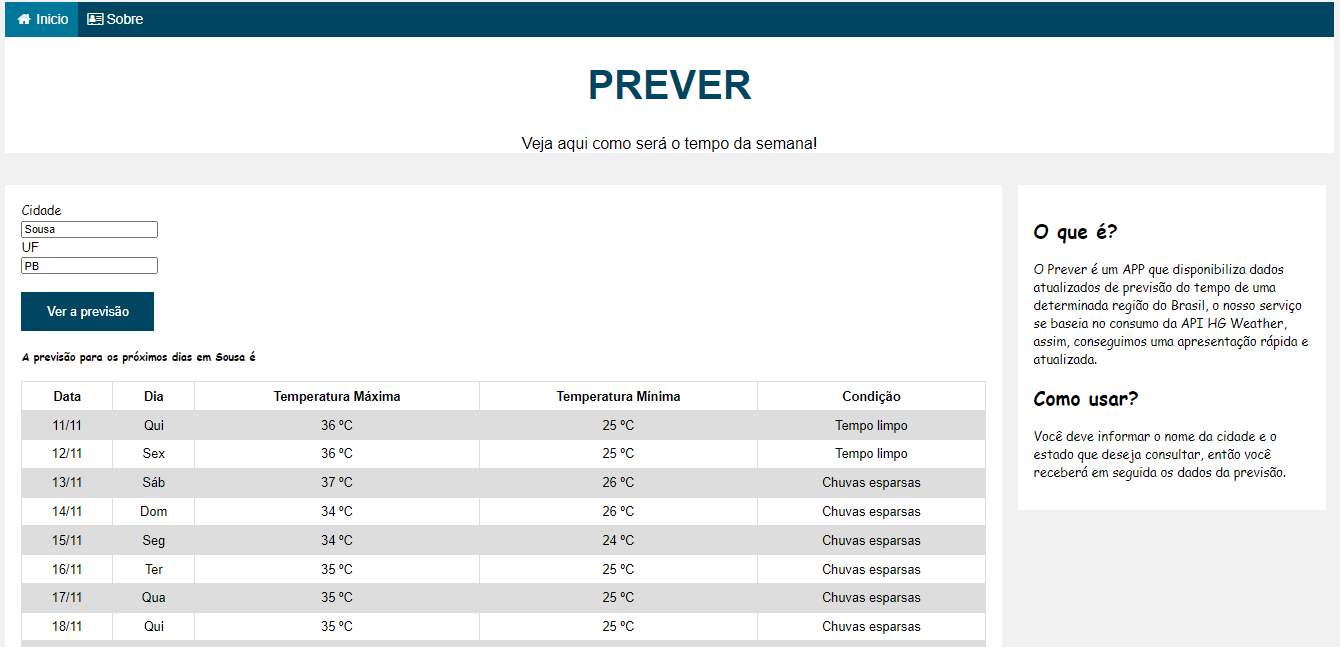 Inicio Sobre
PREVER
Veja aqui como será o tempo da semana!
Cidade
Sousa
UF
PB
Ver a previsão
A previsão para os próximos dias em Sousa é
Data Dia Temperatura Máxima Temperatura Mínima Condição
11/11 Qui 36 ºC 25 ºC Tempo limpo
12/11 Sex 36 ºC 25 ºC Tempo limpo
13/11 Sáb 37 ºC 26 ºC Chuvas esparsas
14/11 Dom 34 ºC 26 ºC Chuvas esparsas
15/11 Seg 34 ºC 24 ºC Chuvas esparsas
16/11 Ter 35 ºC 25 ºC Chuvas esparsas
17/11 Qua 35 ºC 25 ºC Chuvas esparsas
18/11 Qui 35 ºC 25 ºC Chuvas esparsas
O que é?
O Prever é um APP que disponibiliza dados
atualizados de previsão do tempo de uma
determinada região do Brasil, o nosso serviço
se baseia no consumo da API HG Weather,
assim, conseguimos uma apresentação rápida e
atualizada.
Como usar?
Você deve informar o nome da cidade e o
estado que deseja consultar, então você
receberá em seguida os dados da previsão.